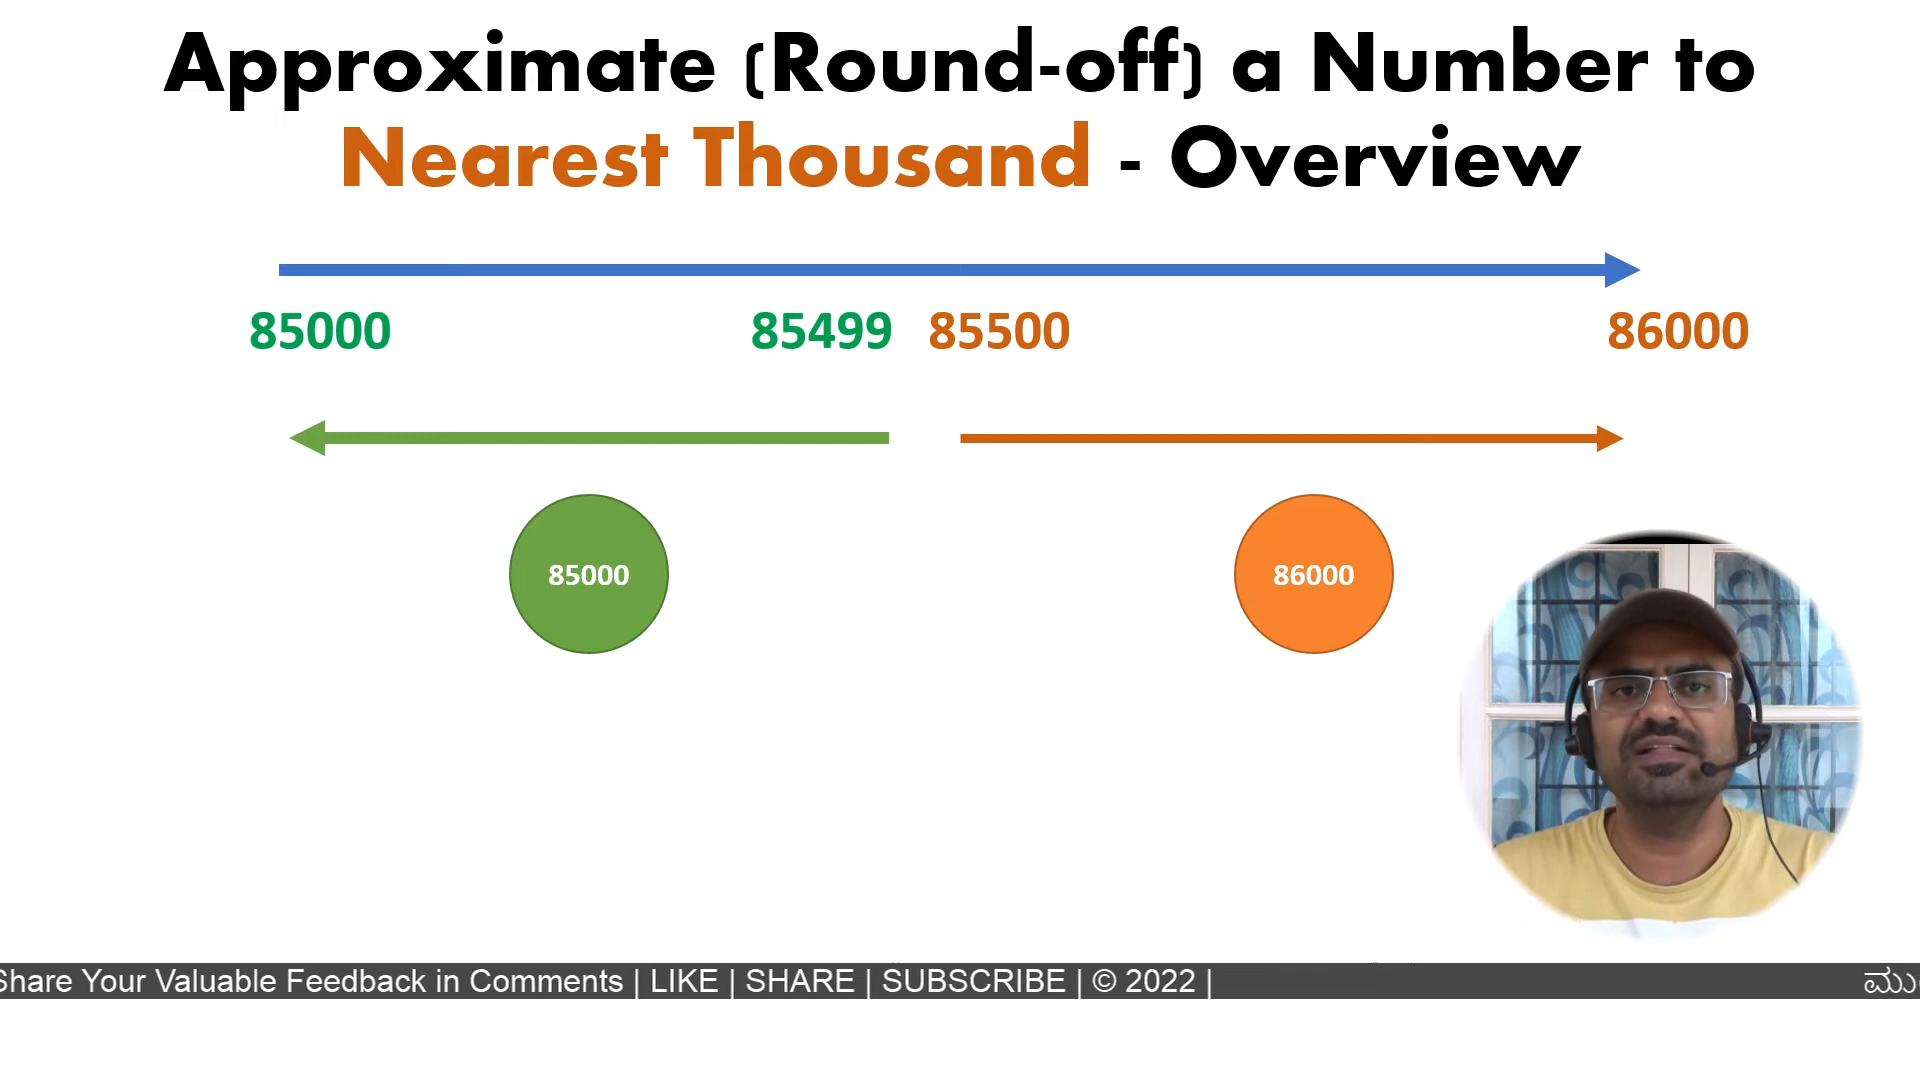 Approximate (Round-off) a Number to
Nearest Thousand - Overview
85000 85499 85500 86000
85000 86000
Share Your Valuable Feedback in Comments | LIKE | SHARE | SUBSCRIBE | © 2022 |